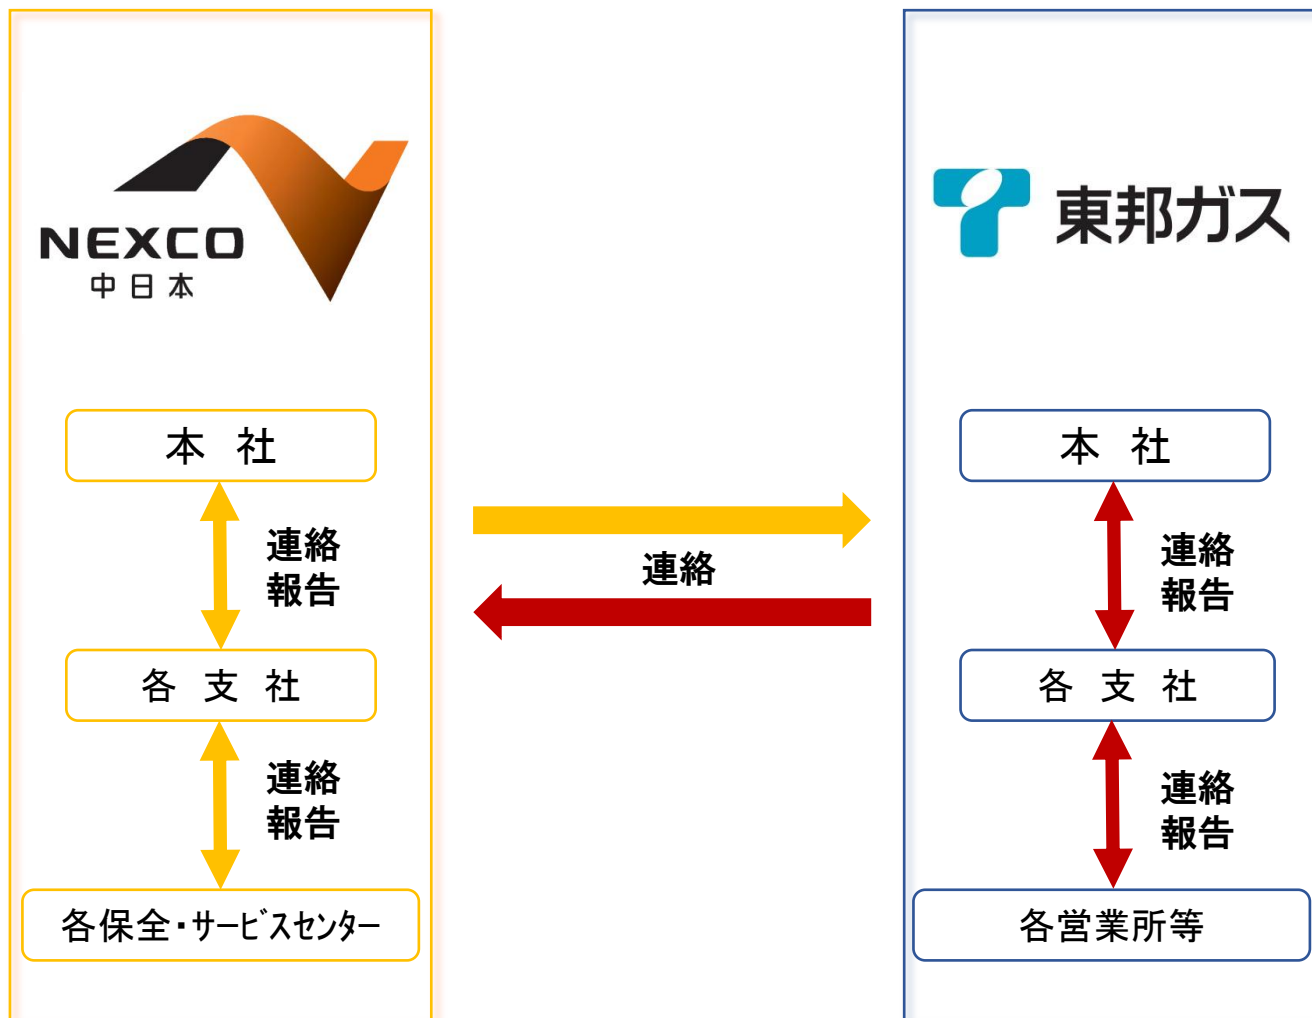 NEXCO
中日本
本 社
連絡
報告
各 支 社
連絡
報告
各保全・サービスセンター
連絡
東邦ガス
本 社
連絡
報告
各 支 社
連絡
報告
各営業所等